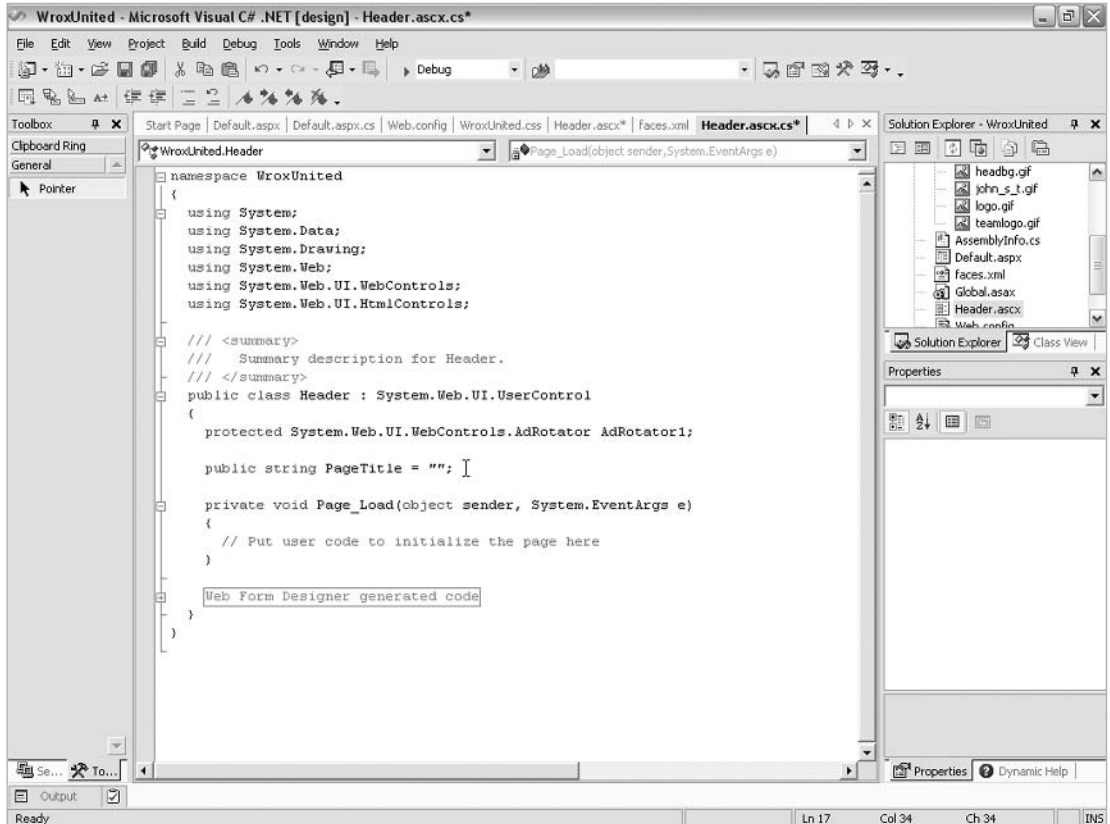 WroxUnited - Microsoft Visual C# .NET [design] - Header.ascx.cs*
File Edit View Project Build Debug Tools Window Help
Debug
Toolbox
Start Page | Default.aspx | Default.aspx.cs | Web.config | WroxUnited.css | Header.ascx* | faces.xml Header.ascx.cs*
Solution Explorer - WroxUnited
Clipboard Ring
General
Pointer
WroxUnited.Header
Page_Load(object sender,System.EventArgs e)
namespace WroxUnited
{
using System;
using System.Data;
using System.Drawing;
using System.Web;
using System.Web.UI.WebControls;
using System.Web.UI.HtmlControls;
/// <summary>
/// Summary description for Header.
/// </summary>
public class Header : System.Web.UI.UserControl
{
protected System.Web.UI.WebControls.AdRotator AdRotator1;
public string PageTitle = "";
private void Page_Load(object sender, System.EventArgs e)
{
// Put user code to initialize the page here
}
Web Form Designer generated code
}
}
headbg.gif
john_s_t.gif
logo.gif
teamlogo.gif
AssemblyInfo.cs
Default.aspx
faces.xml
Global.asax
Header.ascx
Web.config
Solution Explorer Class View
Properties
Se... To...
Properties Dynamic Help
Output
Ready
Ln 17 Col 34 Ch 34 INS